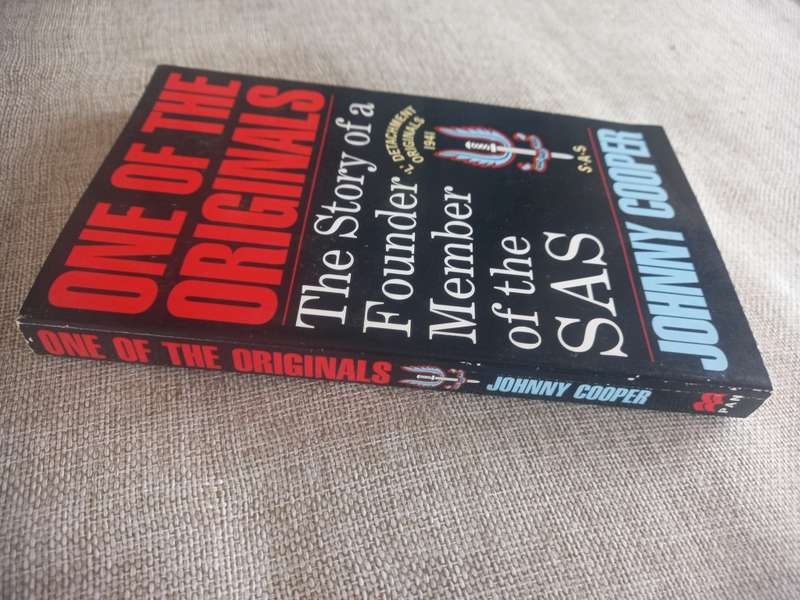 ONE OF THE
ORIGINALS
The Story of a
Founder
Member
of the
SAS
'L' DETACHMENT
ORIGINALS
1941
S·A·S
JOHNNY COOPER
ONE OF THE ORIGINALS
JOHNNY COOPER
PAN